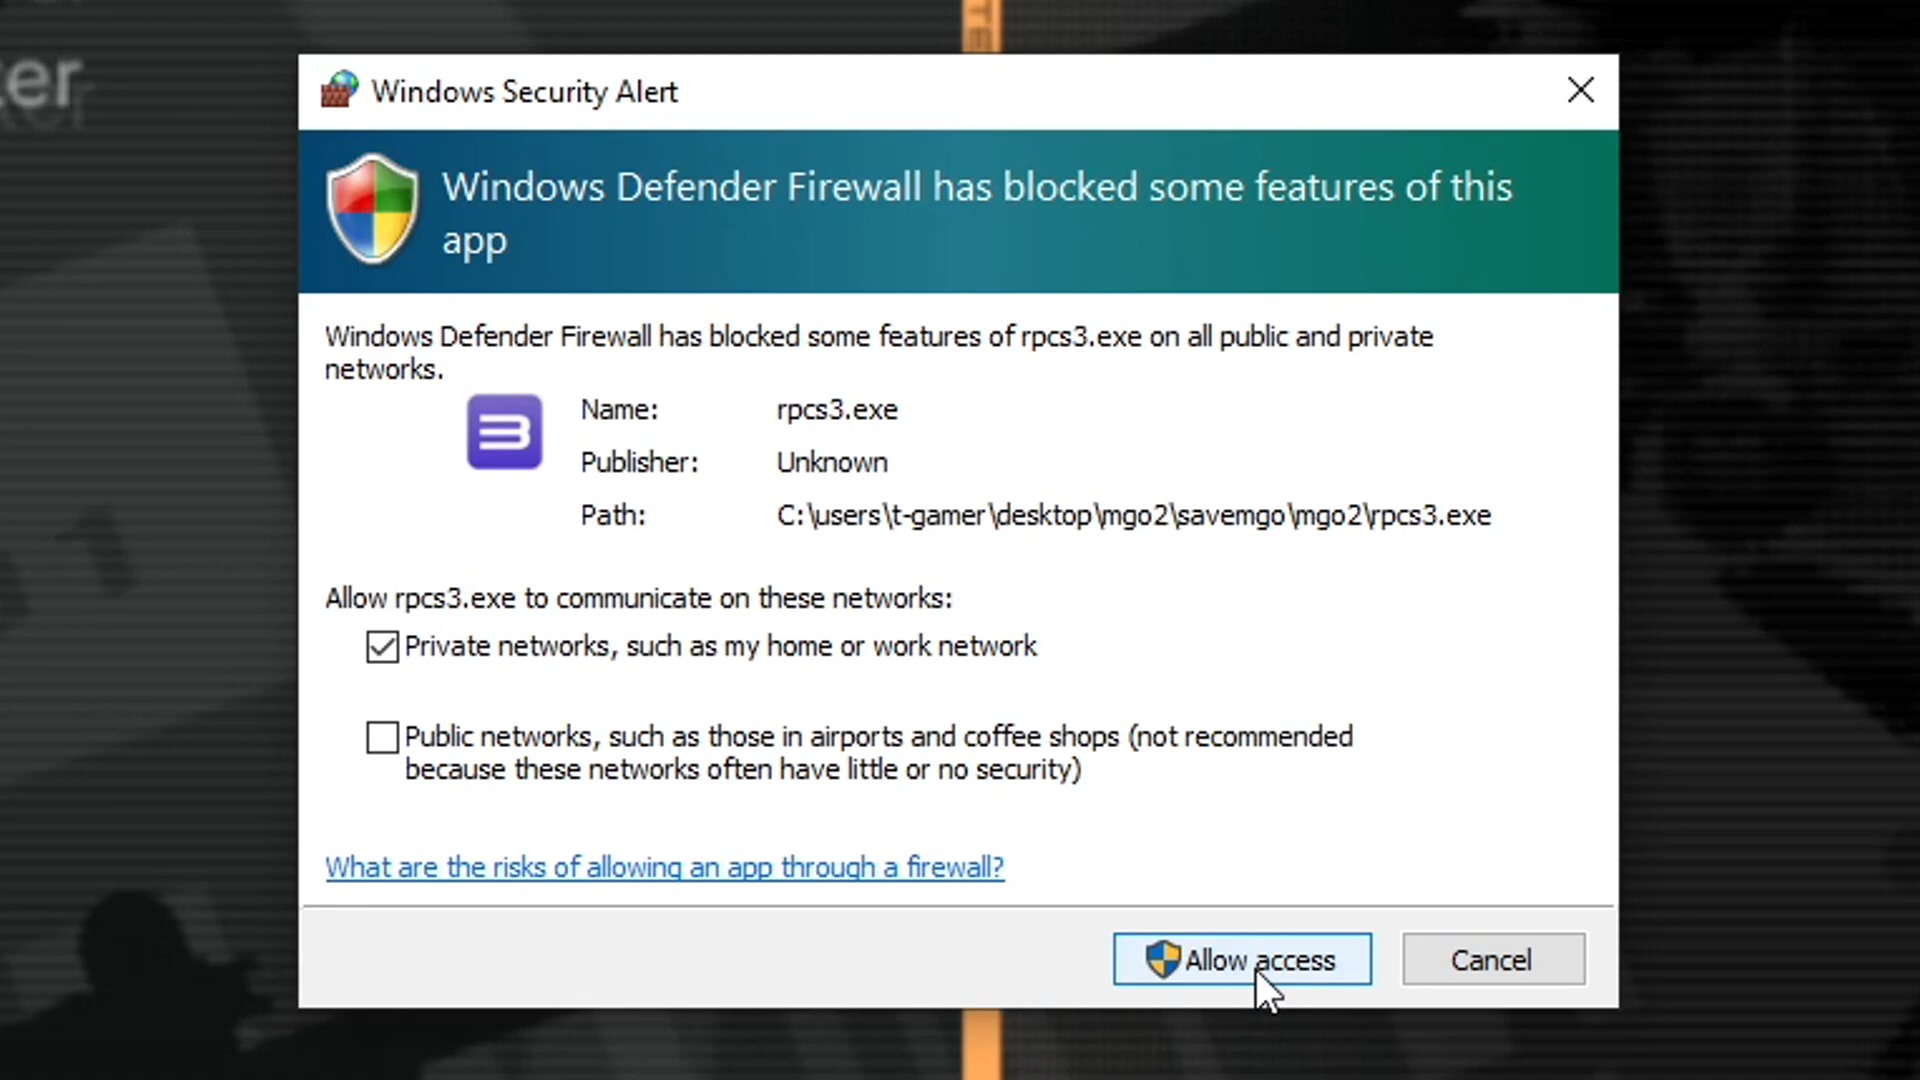 TE
ter
Windows Security Alert
Windows Defender Firewall has blocked some features of this
app
Windows Defender Firewall has blocked some features of rpcs3.exe on all public and private
networks.
Name: rpcs3.exe
Publisher: Unknown
Path: C:\users\t-gamer\desktop\mgo2\savemgo\mgo2\rpcs3.exe
Allow rpcs3.exe to communicate on these networks:
Private networks, such as my home or work network
Public networks, such as those in airports and coffee shops (not recommended
because these networks often have little or no security)
What are the risks of allowing an app through a firewall?
Allow access
Cancel